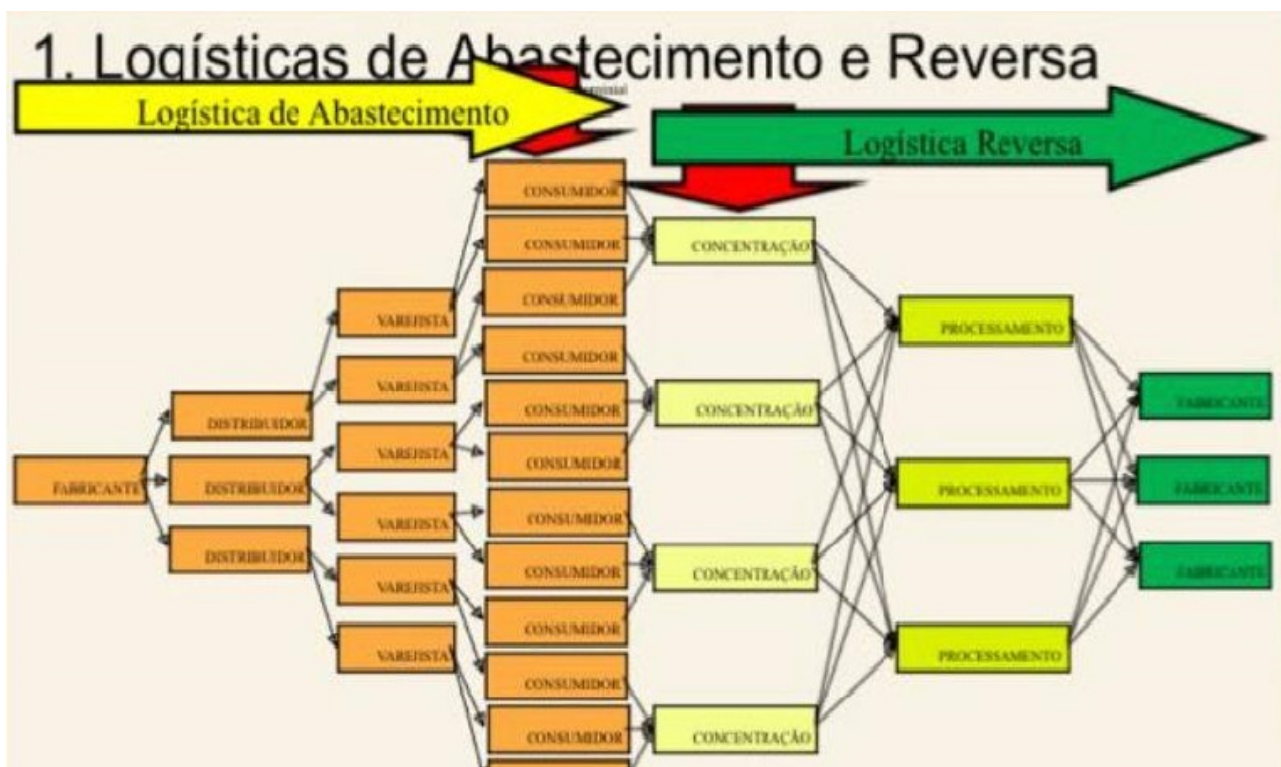 1. Logísticas de Abastecimento e Reversa
Logística de Abastecimento
Logística Reversa
CONSUMIDOR
CONSUMIDOR
CONSUMIDOR
CONSUMIDOR
CONSUMIDOR
CONSUMIDOR
CONSUMIDOR
CONSUMIDOR
CONSUMIDOR
CONSUMIDOR
CONSUMIDOR
VAREJISTA
VAREJISTA
VAREJISTA
VAREJISTA
VAREJISTA
VAREJISTA
DISTRIBUIDOR
DISTRIBUIDOR
DISTRIBUIDOR
FABRICANTE
CONCENTRAÇÃO
CONCENTRAÇÃO
CONCENTRAÇÃO
CONCENTRAÇÃO
PROCESSAMENTO
PROCESSAMENTO
PROCESSAMENTO
FABRICANTE
FABRICANTE
FABRICANTE